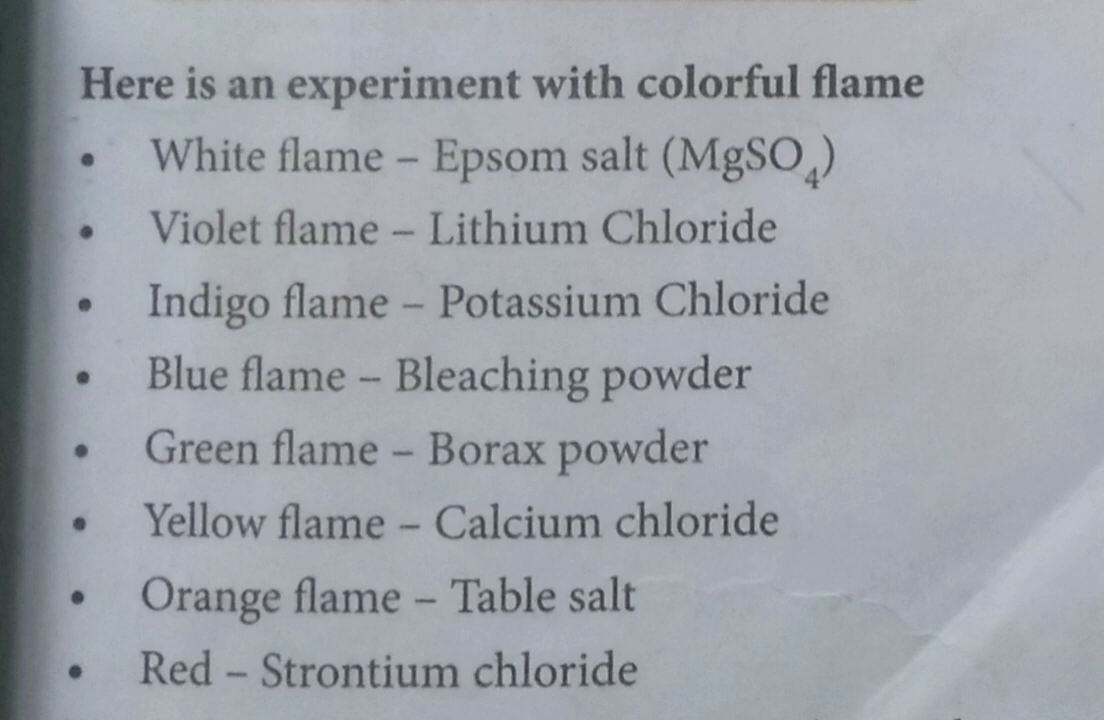 Here is an experiment with colorful flame
• White flame – Epsom salt (MgSO₄)
• Violet flame – Lithium Chloride
• Indigo flame – Potassium Chloride
• Blue flame – Bleaching powder
• Green flame – Borax powder
• Yellow flame – Calcium chloride
• Orange flame – Table salt
• Red – Strontium chloride